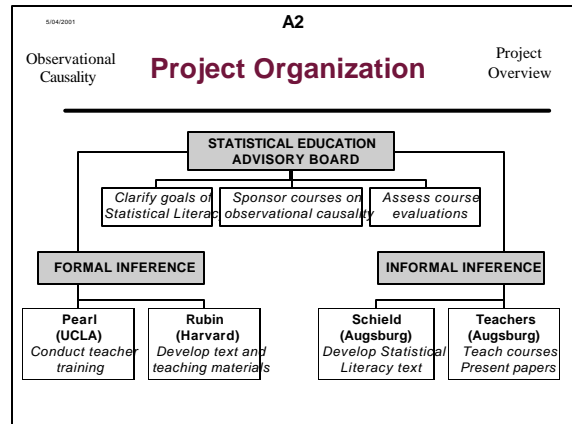 5/04/2001
A2
Observational
Causality
Project Organization
Project
Overview
STATISTICAL EDUCATION
ADVISORY BOARD
Clarify goals of
Statistical Literac
Sponsor courses on
observational causality
Assess course
evaluations
FORMAL INFERENCE
INFORMAL INFERENCE
Pearl
(UCLA)
Conduct teacher
training
Rubin
(Harvard)
Develop text and
teaching materials
Schield
(Augsburg)
Develop Statistical
Literacy text
Teachers
(Augsburg)
Teach courses
Present papers